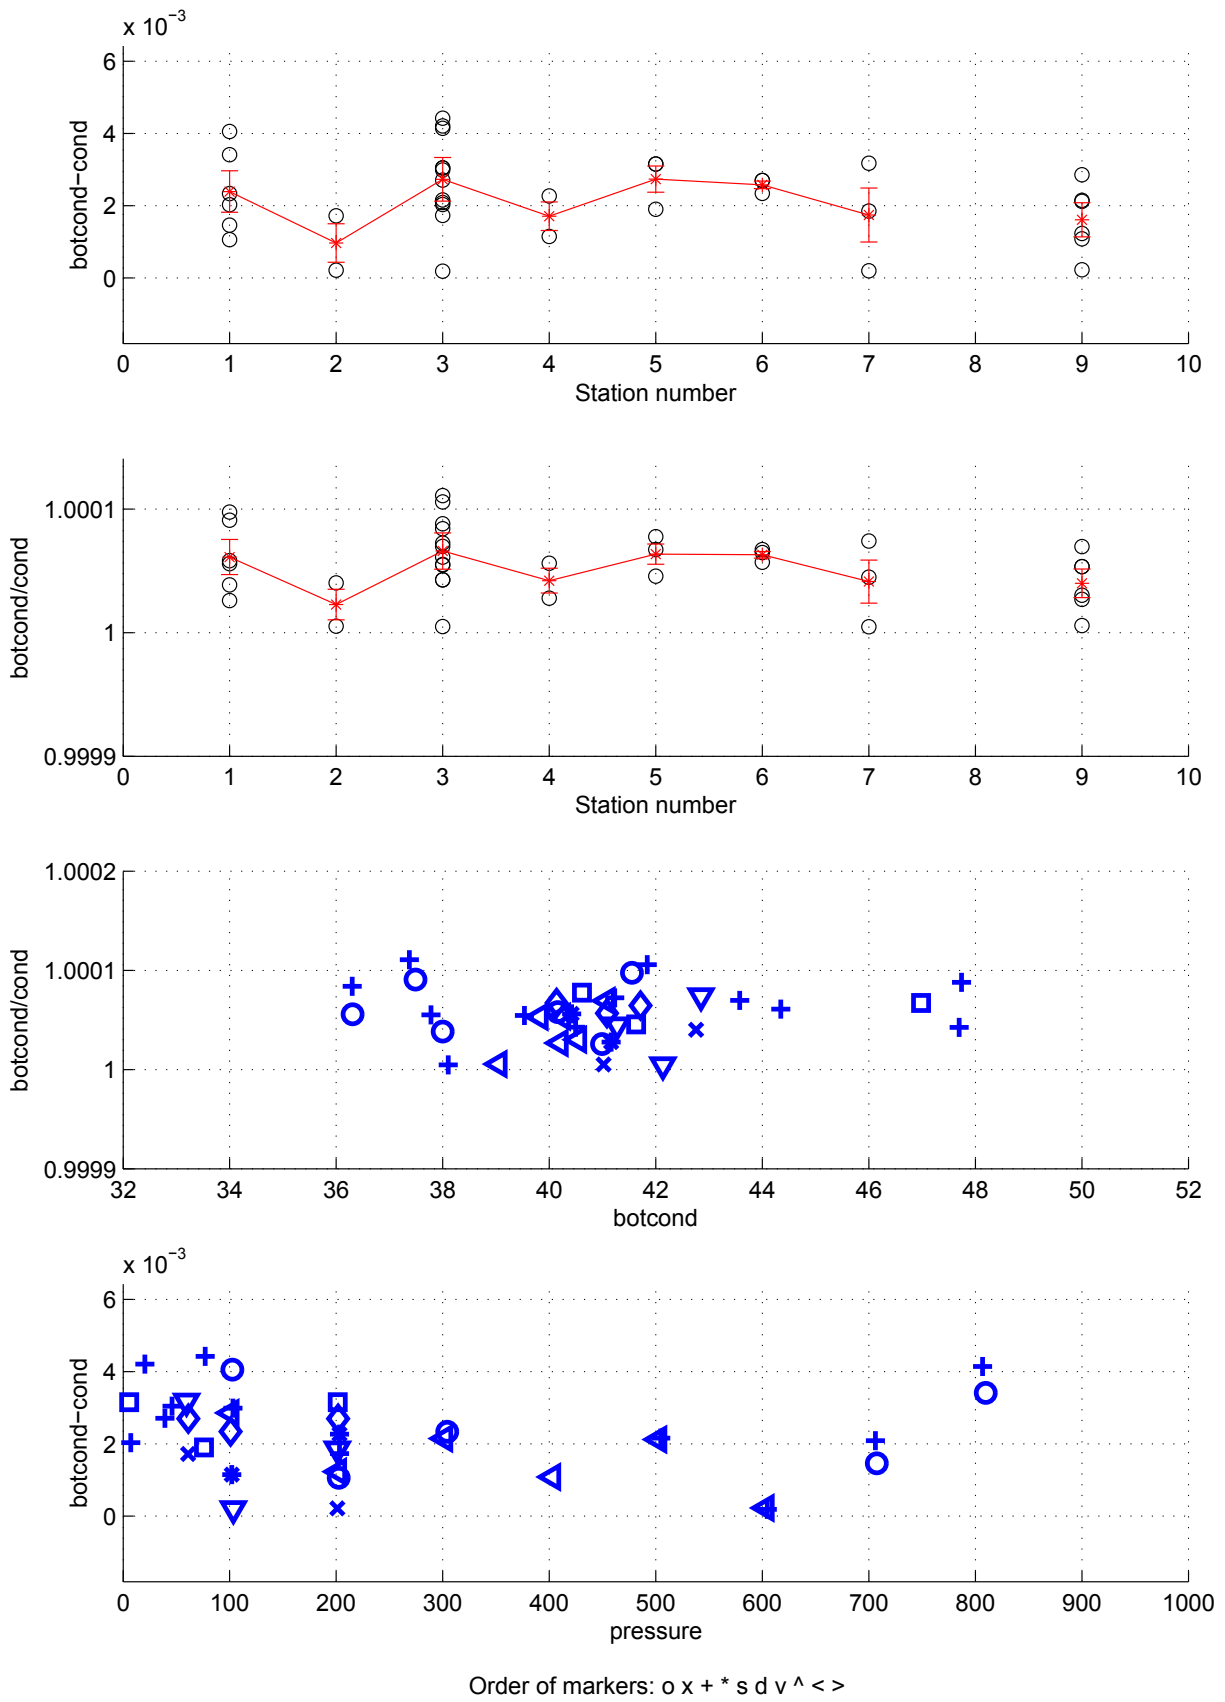 x 10−3
6
4
2
0
botcond−cond
0 1 2 3 4 5 6 7 8 9 10
Station number
1.0001
1
0.9999
botcond/cond
0 1 2 3 4 5 6 7 8 9 10
Station number
1.0002
1.0001
1
0.9999
botcond/cond
32 34 36 38 40 42 44 46 48 50 52
botcond
x 10−3
6
4
2
0
botcond−cond
0 100 200 300 400 500 600 700 800 900 1000
pressure
Order of markers: o x + * s d v ^ < >